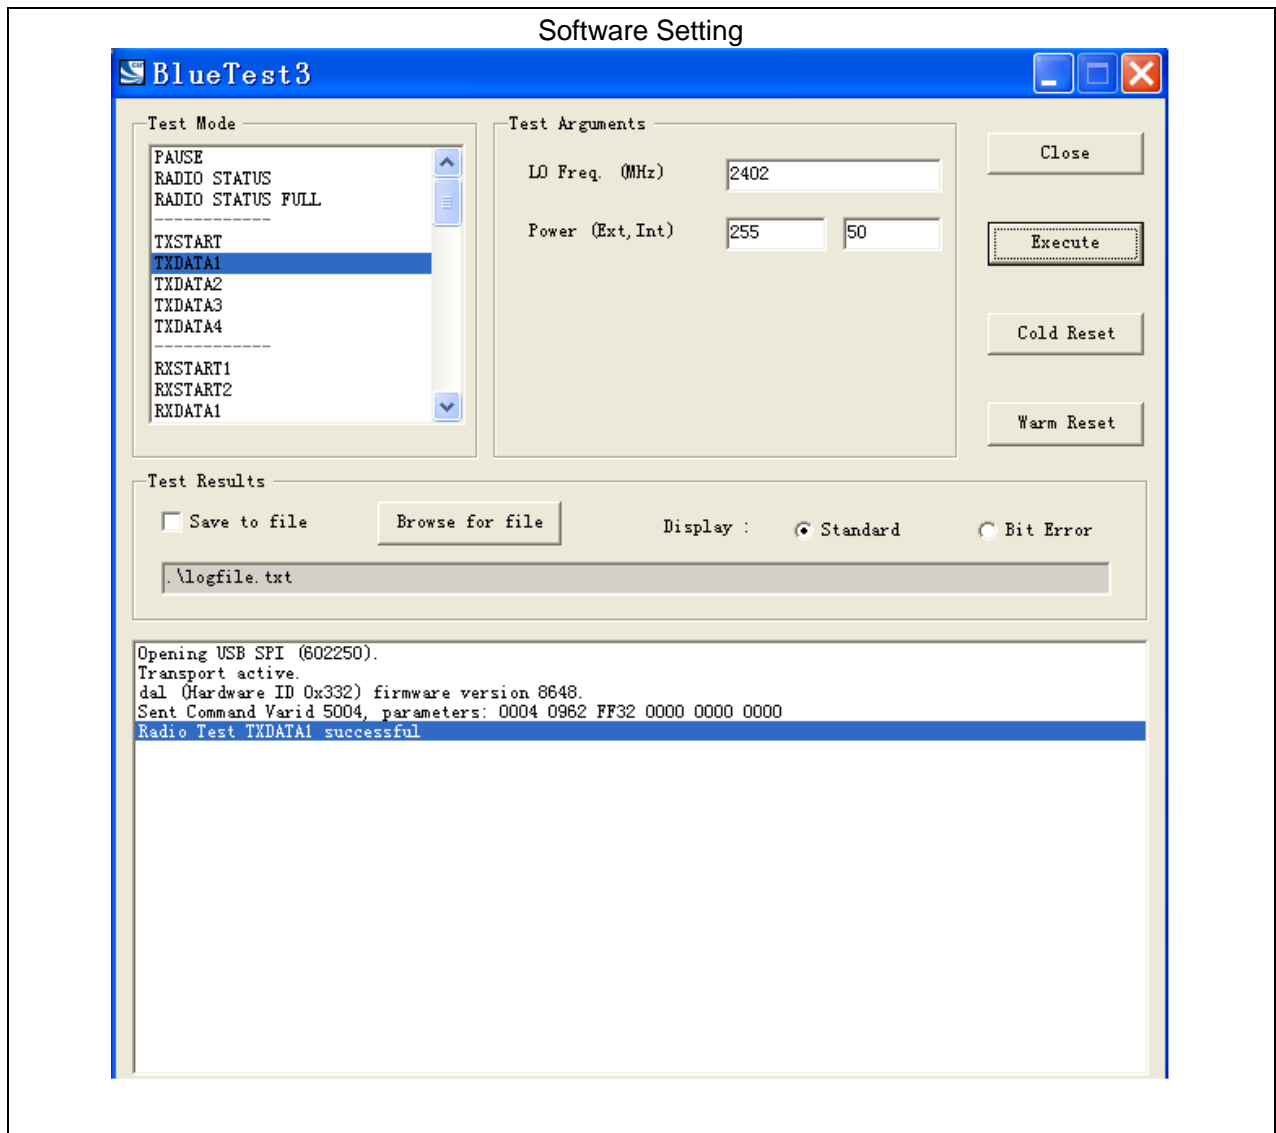 Software Setting
BlueTest3
Test Mode
PAUSE
RADIO STATUS
RADIO STATUS FULL
------------
TXSTART
TXDATA1
TXDATA2
TXDATA3
TXDATA4
------------
RXSTART1
RXSTART2
RXDATA1
Test Arguments
LO Freq. (MHz) 2402
Power (Ext,Int) 255 50
Close
Execute
Cold Reset
Warm Reset
Test Results
Save to file Browse for file Display : Standard Bit Error
.\logfile.txt
Opening USB SPI (602250).
Transport active.
dal (Hardware ID 0x332) firmware version 8648.
Sent Command Varid 5004, parameters: 0004 0962 FF32 0000 0000 0000
Radio Test TXDATA1 successful